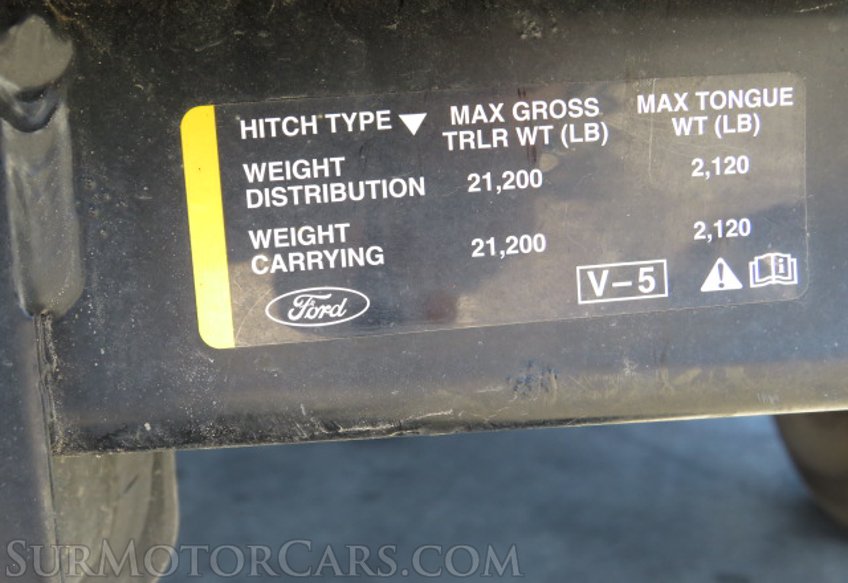 HITCH TYPE ▼ MAX GROSS TRLR WT (LB) MAX TONGUE WT (LB)
WEIGHT DISTRIBUTION 21,200 2,120
WEIGHT CARRYING 21,200 2,120
Ford V-5
SURMOTORCARS.COM